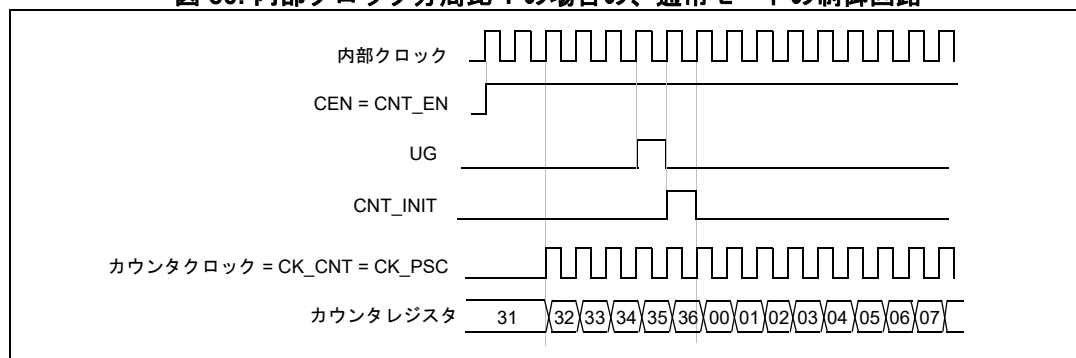 内部クロック
CEN = CNT_EN
UG
CNT_INIT
カウンタクロック = CK_CNT = CK_PSC
カウンタレジスタ 31 32 33 34 35 36 00 01 02 03 04 05 06 07